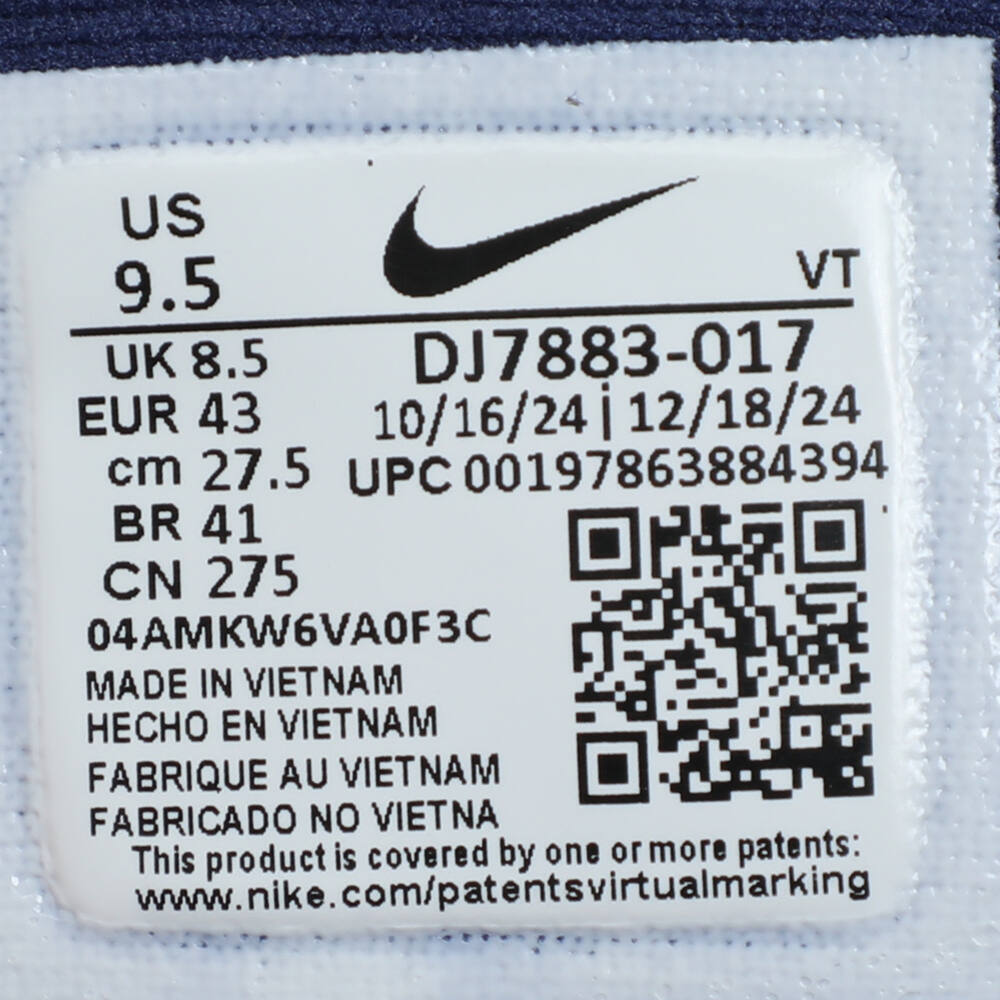 US
9.5
VT
UK 8.5
DJ7883-017
EUR 43
10/16/24 | 12/18/24
cm 27.5
UPC 00197863884394
BR 41
CN 275
04AMKW6VA0F3C
MADE IN VIETNAM
HECHO EN VIETNAM
FABRIQUE AU VIETNAM
FABRICADO NO VIETNA
This product is covered by one or more patents:
www.nike.com/patentsvirtualmarking